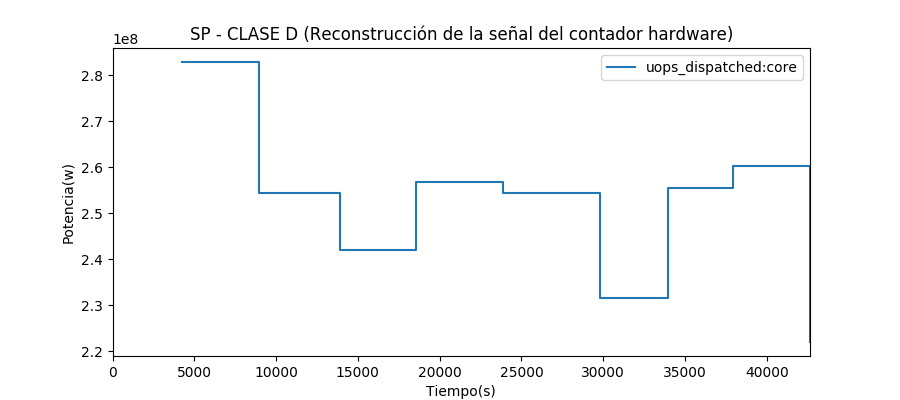 SP - CLASE D (Reconstrucción de la señal del contador hardware)
1e8
uops_dispatched:core
2.8
2.7
2.6
2.5
2.4
2.3
2.2
Potencia(w)
0 5000 10000 15000 20000 25000 30000 35000 40000
Tiempo(s)